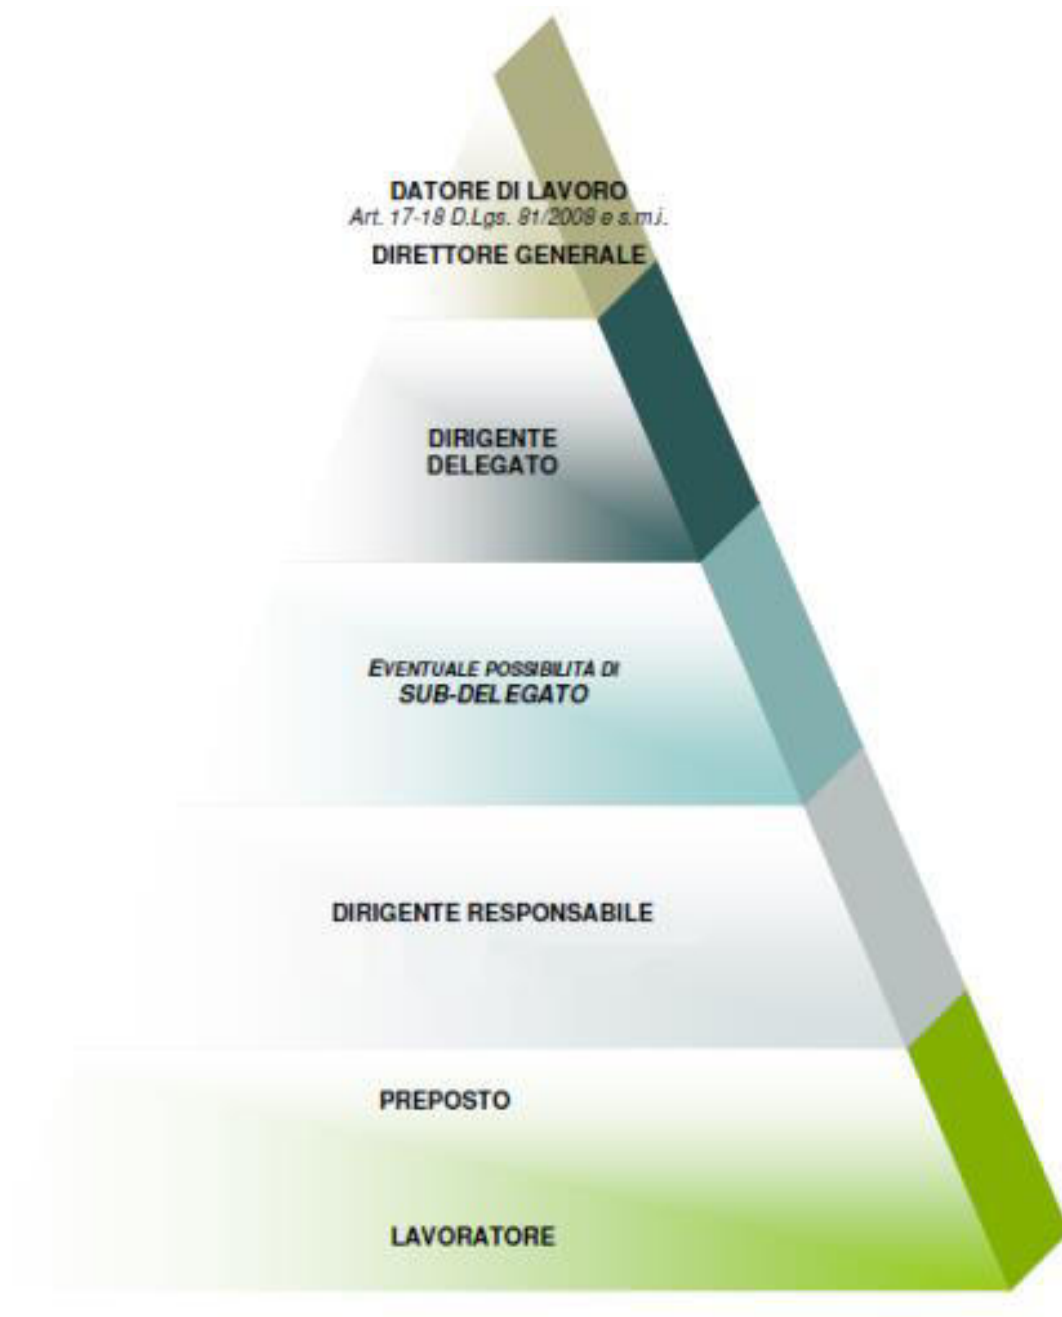 DATORE DI LAVORO
Art. 17-18 D.Lgs. 81/2008 e s.m.i.
DIRETTORE GENERALE
DIRIGENTE
DELEGATO
EVENTUALE POSSIBILITÀ DI
SUB-DELEGATO
DIRIGENTE RESPONSABILE
PREPOSTO
LAVORATORE